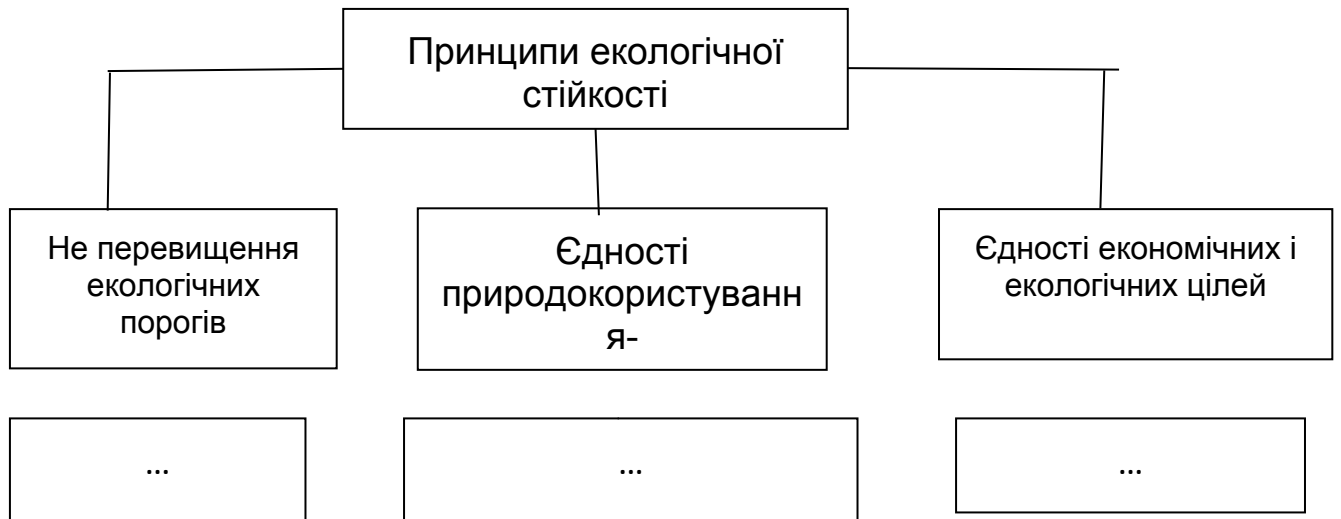 Принципи екологічної
стійкості
Не перевищення
екологічних
порогів
Єдності
природокористуванн
я-
Єдності економічних і
екологічних цілей
...
...
...